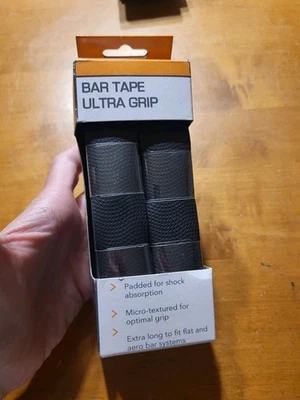 BAR TAPE
ULTRA GRIP
Padded for shock
absorption
Micro-textured for
optimal grip
Extra long to fit flat and
aero bar systems